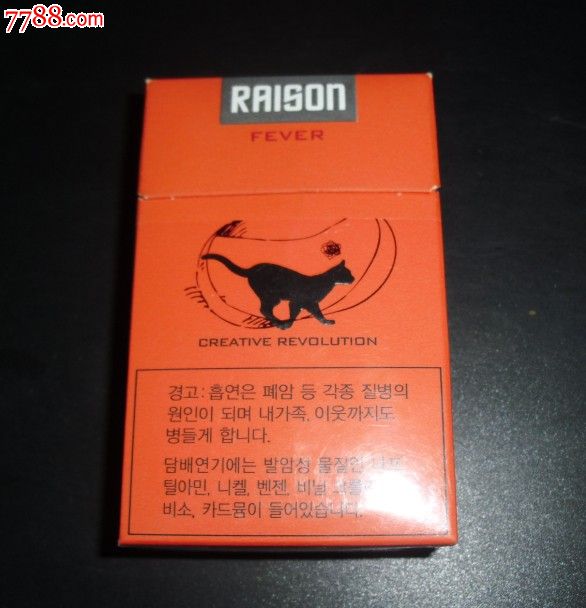 7788.com
RAISON
FEVER
CREATIVE REVOLUTION
경고: 흡연은 폐암 등 각종 질병의
원인이 되며 내가족, 이웃까지도
병들게 합니다.
담배연기에는 발암성 물질인
틸아민, 니켈, 벤젠, 비닐
비소, 카드뮴이 들어있습니다.